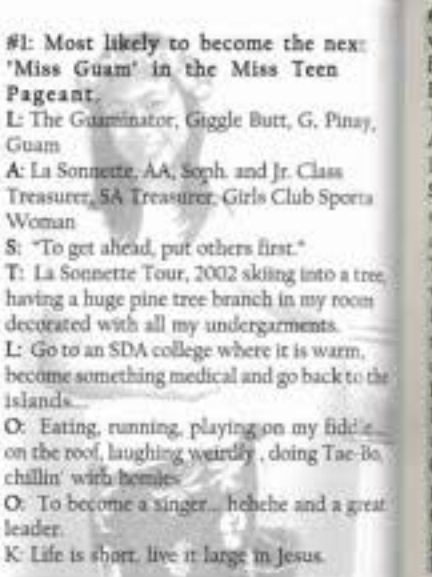 #1: Most likely to become the next
"Miss Guam" in the Miss Teen
Pageant.
L: The Guaminator, Giggle Butt, G. Pinay,
Guam
A: La Sonnette, AA, Soph. and Jr. Class
Treasurer, SA Treasurer, Girls Club Sports
Woman
S: "To get ahead, put others first."
T: La Sonnette Tour, 2002 skiing into a tree,
having a huge pine tree branch in my room
decorated with all my undergarments.
L: Go to an SDA college where it is warm,
become something medical and go back to the
islands...
O: Eating, running, playing on my fiddle...
on the roof, laughing weirdly , doing Tae-Bo,
chillin' with homies
O: To become a singer... hehehe and a great
leader.
K: Life is short, live it large in Jesus.